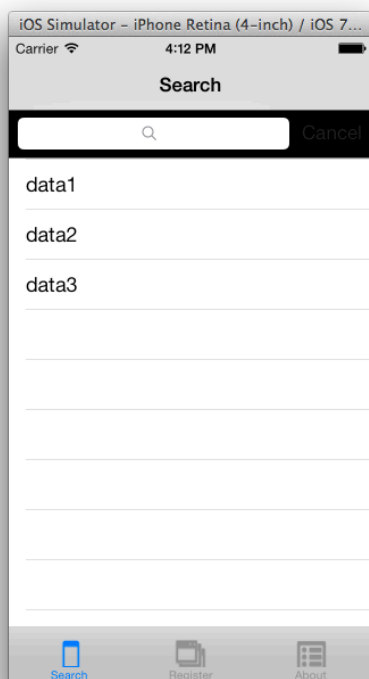 iOS Simulator – iPhone Retina (4-inch) / iOS 7...
Carrier 4:12 PM
Search
Cancel
data1
data2
data3
Search Register About